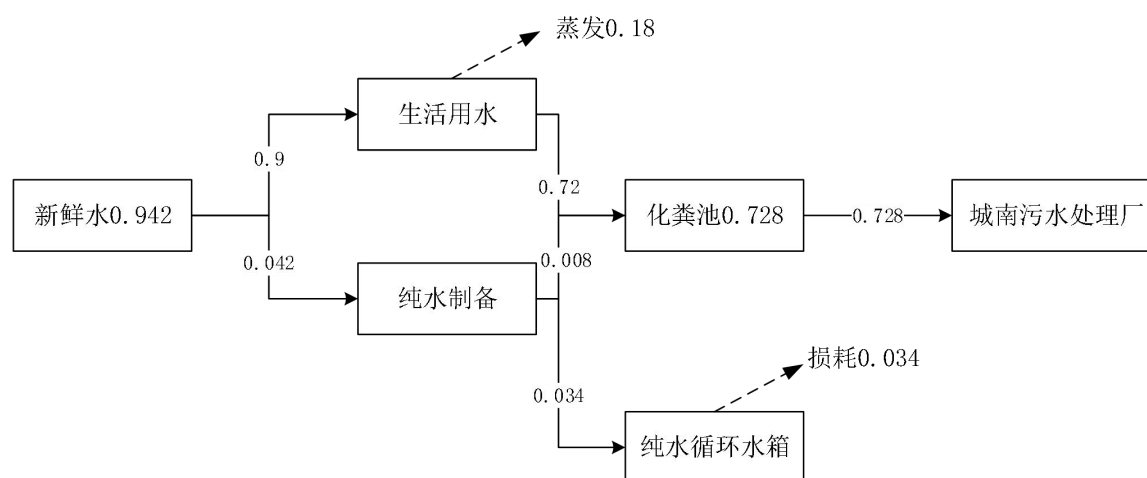 蒸发0.18
生活用水
0.9
0.72
新鲜水0.942
化粪池0.728
0.728
城南污水处理厂
0.042
0.008
纯水制备
损耗0.034
0.034
纯水循环水箱